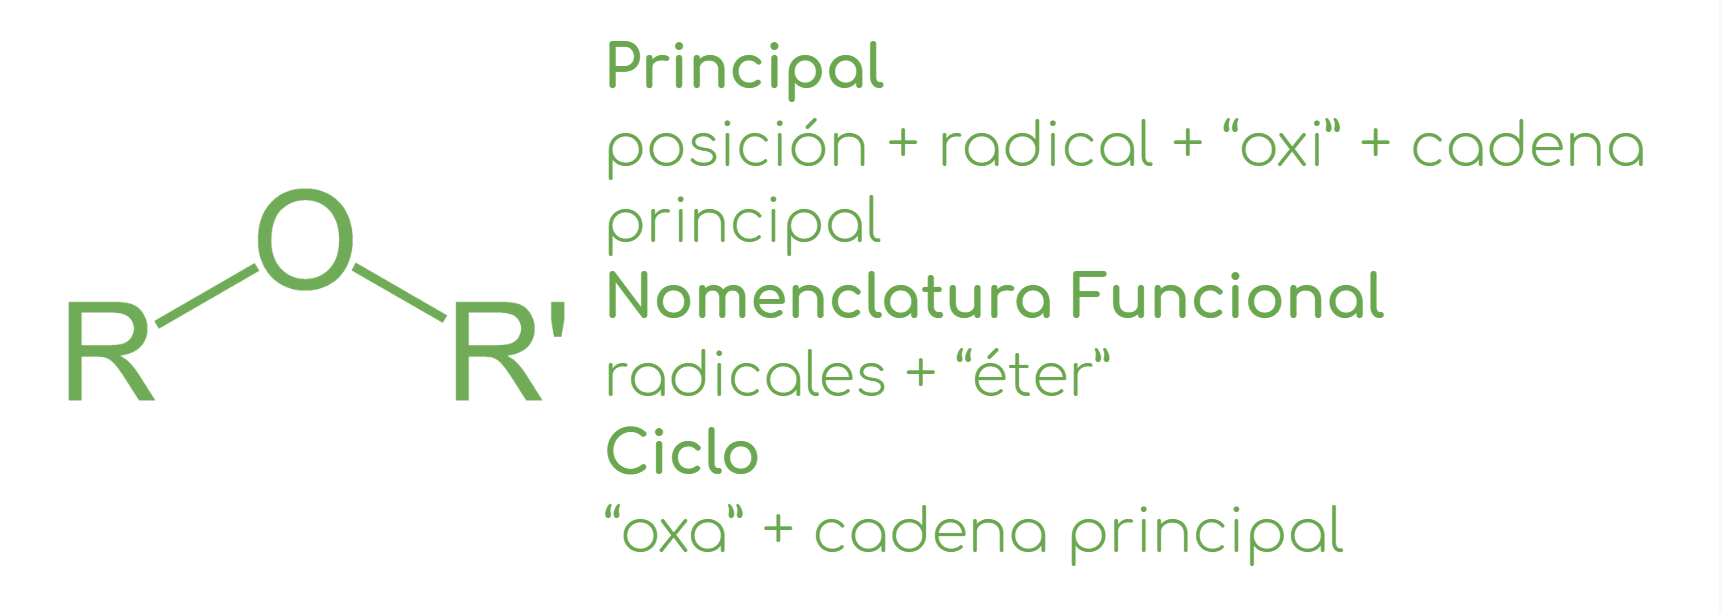 Principal
posición + radical + “oxi” + cadena
principal
O
R
R'
Nomenclatura Funcional
radicales + “éter”
Ciclo
“oxa” + cadena principal